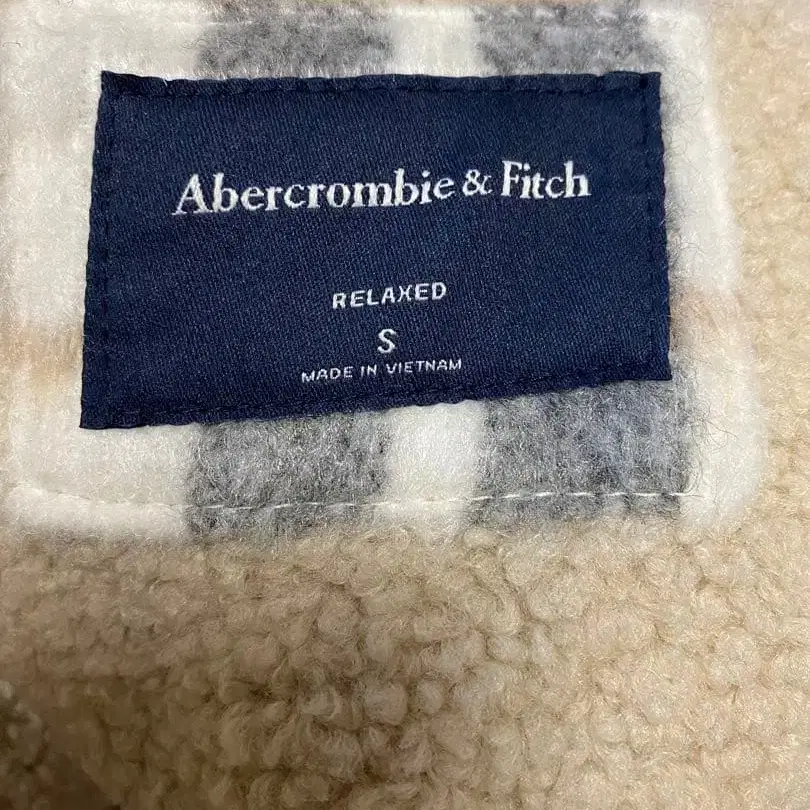 Abercrombie & Fitch
RELAXED
S
MADE IN VIETNAM